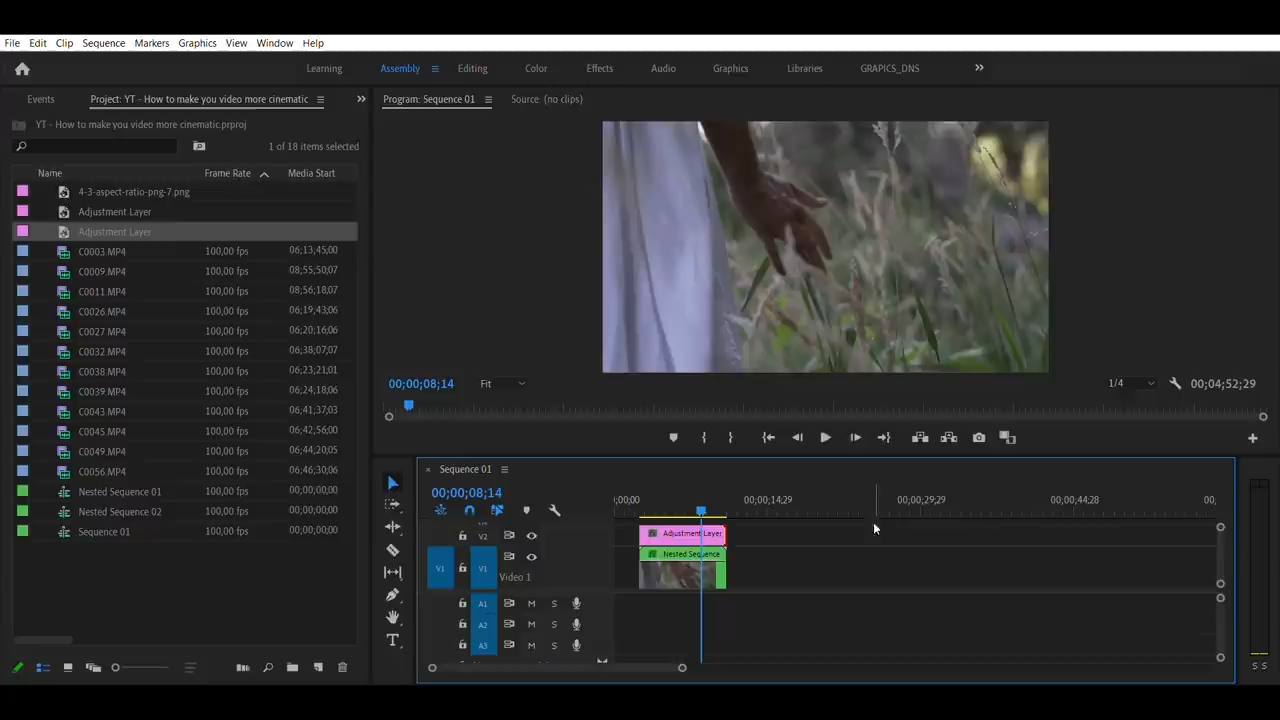 File Edit Clip Sequence Markers Graphics View Window Help
Learning Assembly Editing Color Effects Audio Graphics Libraries GRAPICS_DNS
Events Project: YT - How to make you video more cinematic
YT - How to make you video more cinematic.prproj
1 of 18 items selected
Name Frame Rate Media Start
4-3-aspect-ratio-png-7.png
Adjustment Layer
Adjustment Layer
C0003.MP4 100,00 fps 06;13;45;00
C0009.MP4 100,00 fps 08;55;50;07
C0011.MP4 100,00 fps 08;56;18;07
C0026.MP4 100,00 fps 06;19;43;06
C0027.MP4 100,00 fps 06;20;16;06
C0032.MP4 100,00 fps 06;38;07;07
C0038.MP4 100,00 fps 06;23;21;01
C0039.MP4 100,00 fps 06;24;18;06
C0043.MP4 100,00 fps 06;41;37;03
C0045.MP4 100,00 fps 06;42;56;00
C0049.MP4 100,00 fps 06;44;20;05
C0056.MP4 100,00 fps 06;46;30;06
Nested Sequence 01 00;00;00;00
Nested Sequence 02 00;00;00;00
Sequence 01 00;00;00;00
Program: Sequence 01 Source: (no clips)
00;00;08;14 Fit 1/4 00;04;52;29
× Sequence 01
00;00;08;14
;00;00 00;00;14;29 00;00;29;29 00;00;44;28 00;
V2 Adjustment Layer
V1 V1 Nested Sequence
Video 1
A1 M S
A2 M S
A3 M S
S S